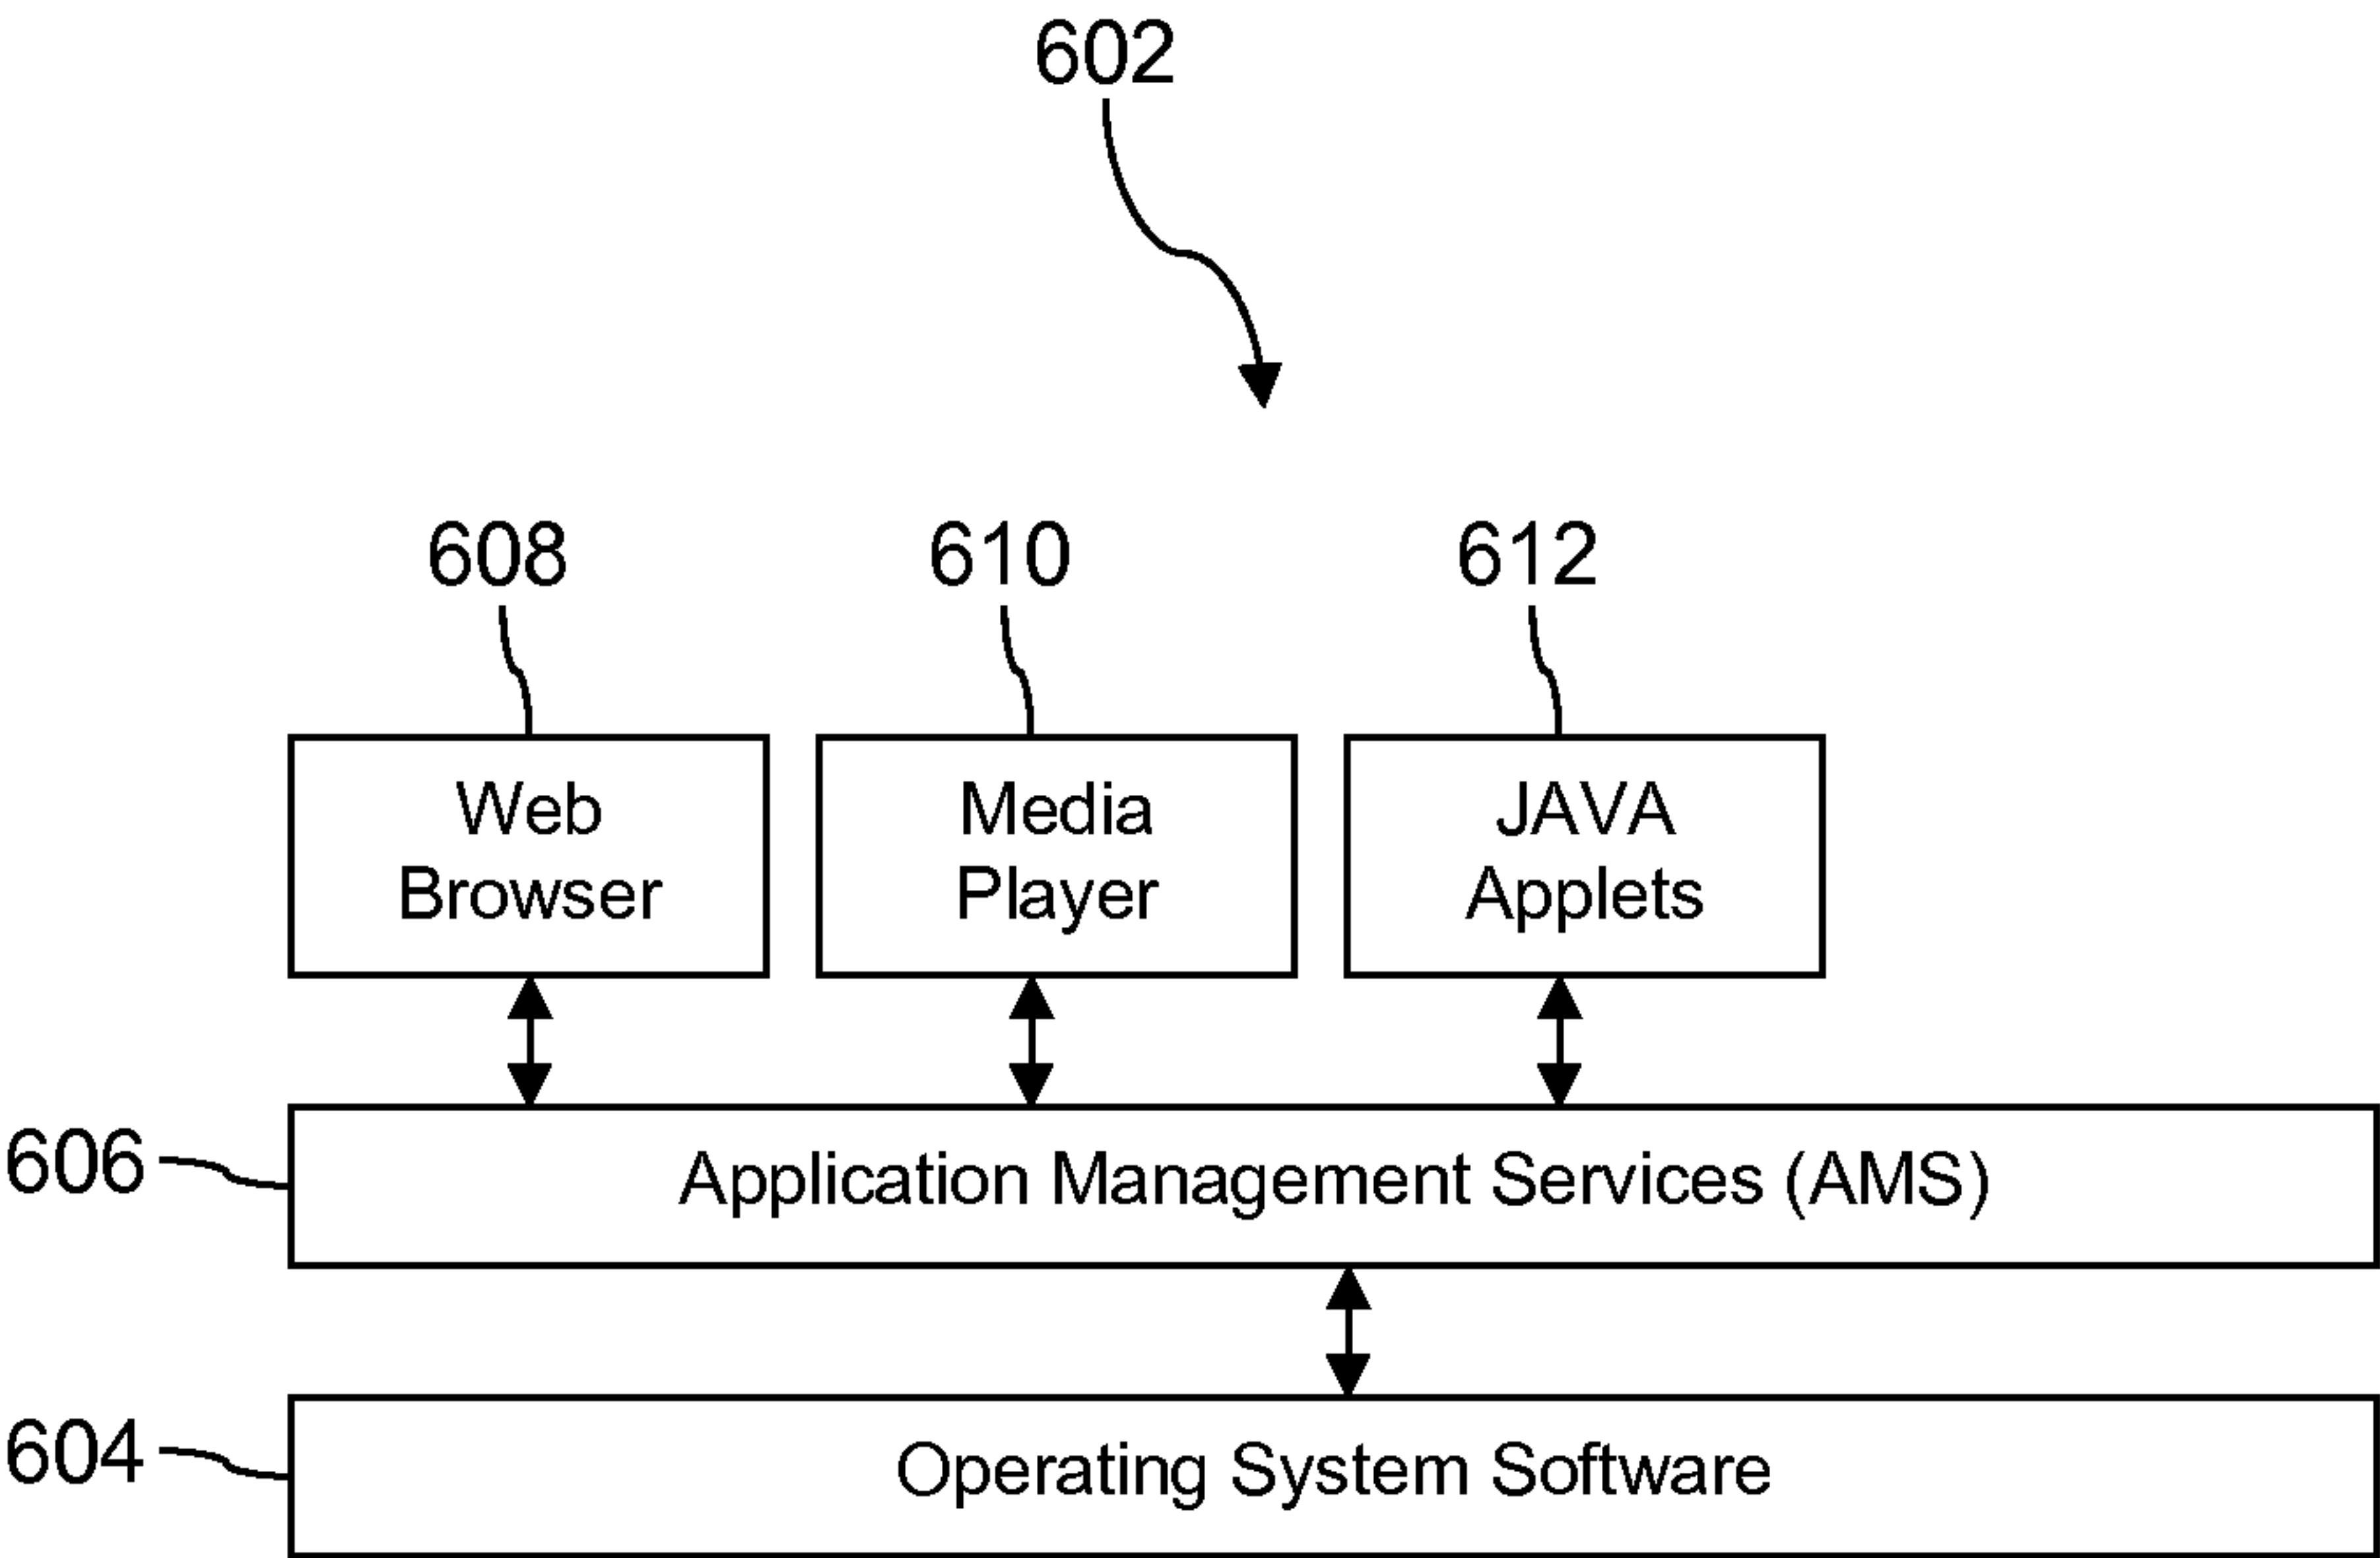 602
608
610
612
Web
Browser
Media
Player
JAVA
Applets
606
Application Management Services (AMS)
604
Operating System Software